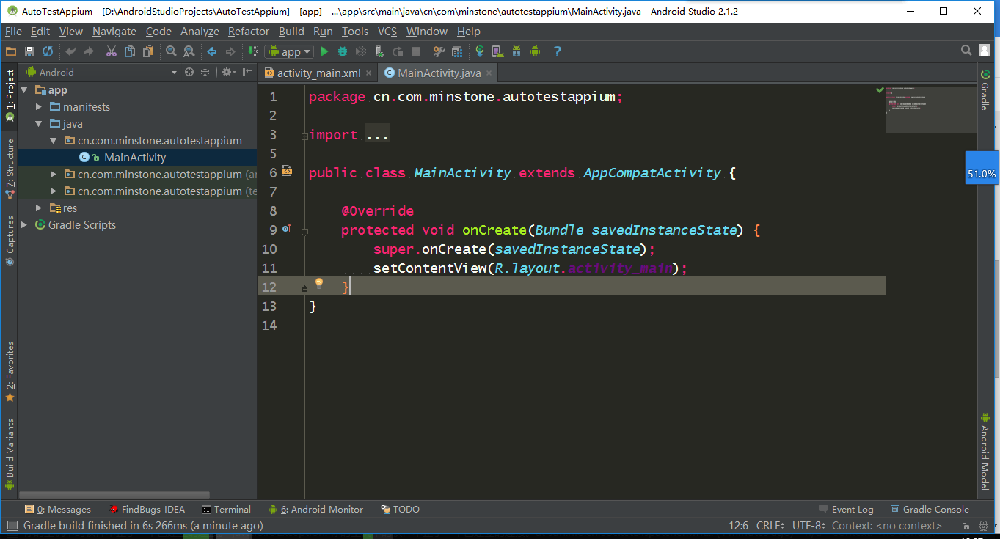 AutoTestAppium - [D:\AndroidStudioProjects\AutoTestAppium] - [app] - ...\app\src\main\java\cn\com\minstone\autotestappium\MainActivity.java - Android Studio 2.1.2
File Edit View Navigate Code Analyze Refactor Build Run Tools VCS Window Help
app
Android
activity_main.xml
MainActivity.java
1: Project
7: Structure
Captures
2: Favorites
Build Variants
app
manifests
java
cn.com.minstone.autotestappium
MainActivity
cn.com.minstone.autotestappium (ar
cn.com.minstone.autotestappium (te
res
Gradle Scripts
1 package cn.com.minstone.autotestappium;
2
3 import ...
5
6 public class MainActivity extends AppCompatActivity {
7
8 @Override
9 protected void onCreate(Bundle savedInstanceState) {
10 super.onCreate(savedInstanceState);
11 setContentView(R.layout.activity_main);
12 }
13 }
14
Gradle
51.0%
Android Model
0: Messages FindBugs-IDEA Terminal 6: Android Monitor TODO Event Log Gradle Console
Gradle build finished in 6s 266ms (a minute ago) 12:6 CRLF UTF-8 Context: <no context>